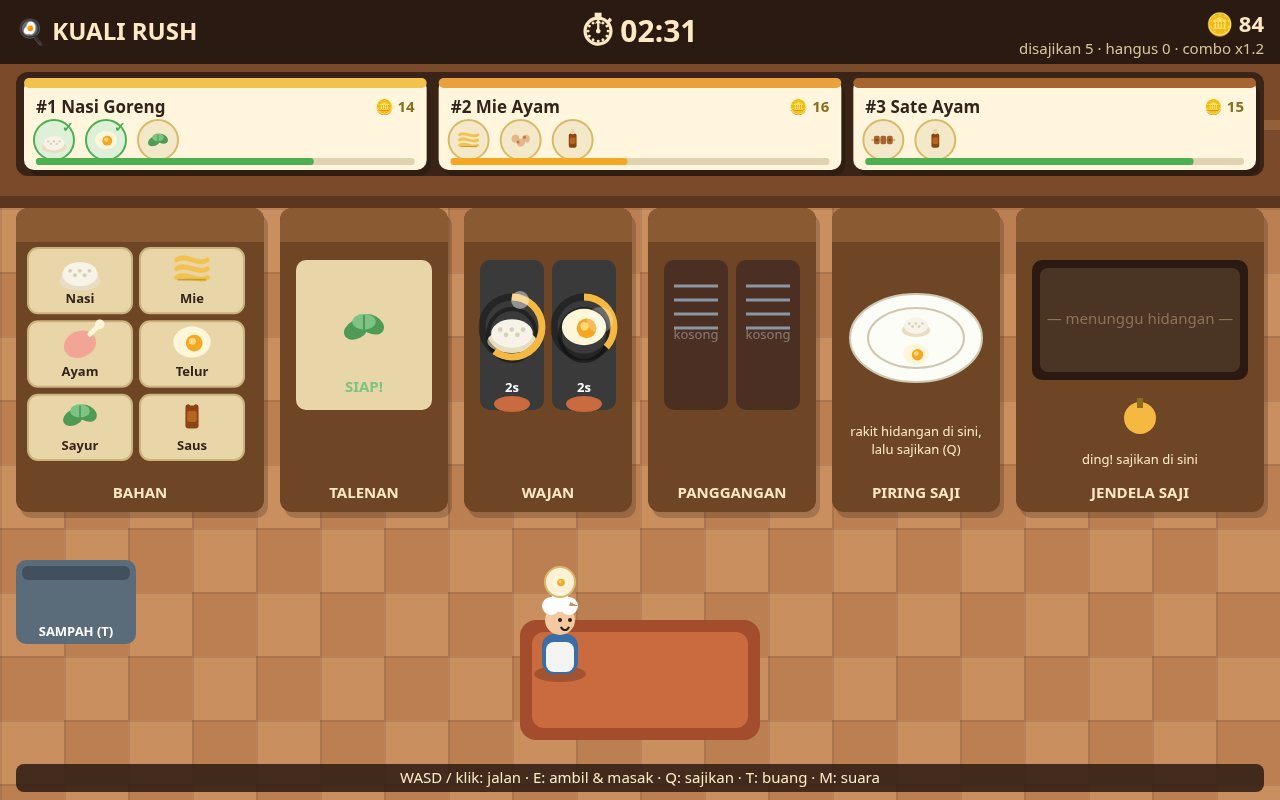 KUALI RUSH
02:31
84
disajikan 5 · hangus 0 · combo x1.2
#1 Nasi Goreng
14
#2 Mie Ayam
16
#3 Sate Ayam
15
Nasi
Mie
Ayam
Telur
Sayur
Saus
BAHAN
SIAP!
TALENAN
2s
2s
WAJAN
kosong
kosong
PANGGANGAN
rakit hidangan di sini,
lalu sajikan (Q)
PIRING SAJI
— menunggu hidangan —
ding! sajikan di sini
JENDELA SAJI
SAMPAH (T)
WASD / klik: jalan · E: ambil & masak · Q: sajikan · T: buang · M: suara